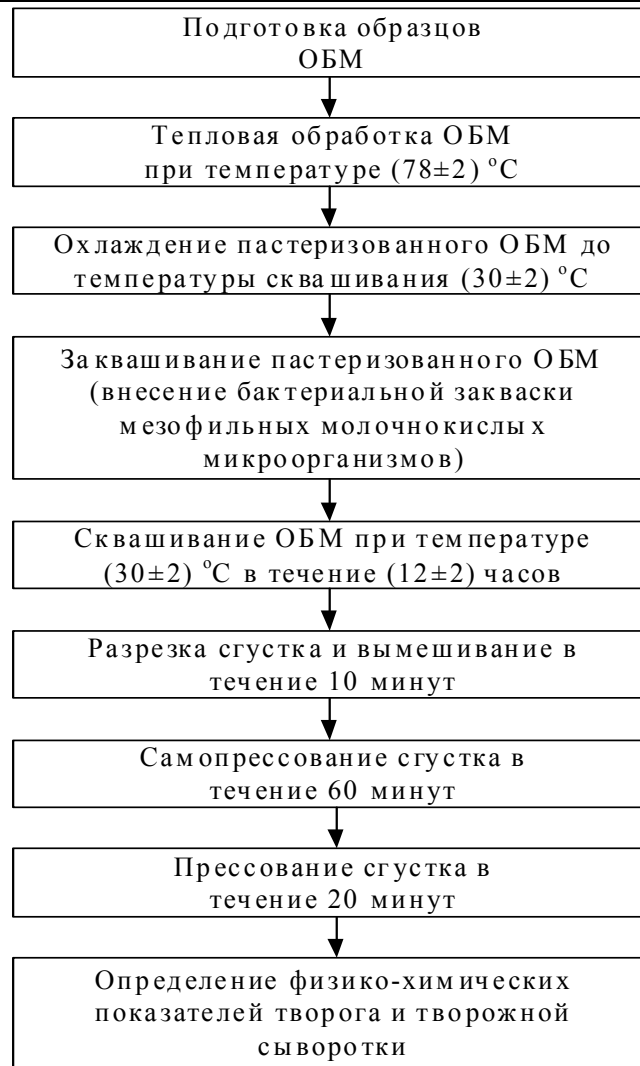 Подготовка образцов
ОБМ
Тепловая обработка ОБМ
при температуре (78±2) °С
Охлаждение пастеризованного ОБМ до
температуры сквашивания (30±2) °С
Заквашивание пастеризованного ОБМ
(внесение бактериальной закваски
мезофильных молочнокислых
микроорганизмов)
Сквашивание ОБМ при температуре
(30±2) °С в течение (12±2) часов
Разрезка сгустка и вымешивание в
течение 10 минут
Самопрессование сгустка в
течение 60 минут
Прессование сгустка в
течение 20 минут
Определение физико-химических
показателей творога и творожной
сыворотки